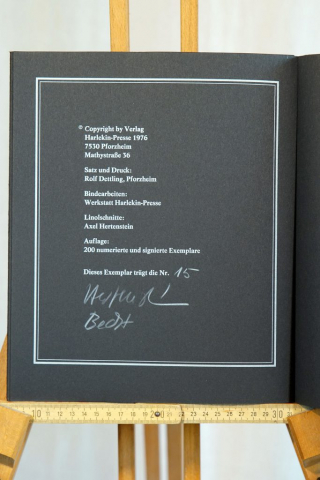 © Copyright by Verlag
Harlekin-Presse 1976
7530 Pforzheim
Mathystraße 36
Satz und Druck:
Rolf Dettling, Pforzheim
Bindearbeiten:
Werkstatt Harlekin-Presse
Linolschnitte:
Axel Hertenstein
Auflage:
200 numerierte und signierte Exemplare
Dieses Exemplar trägt die Nr. 15
Becht